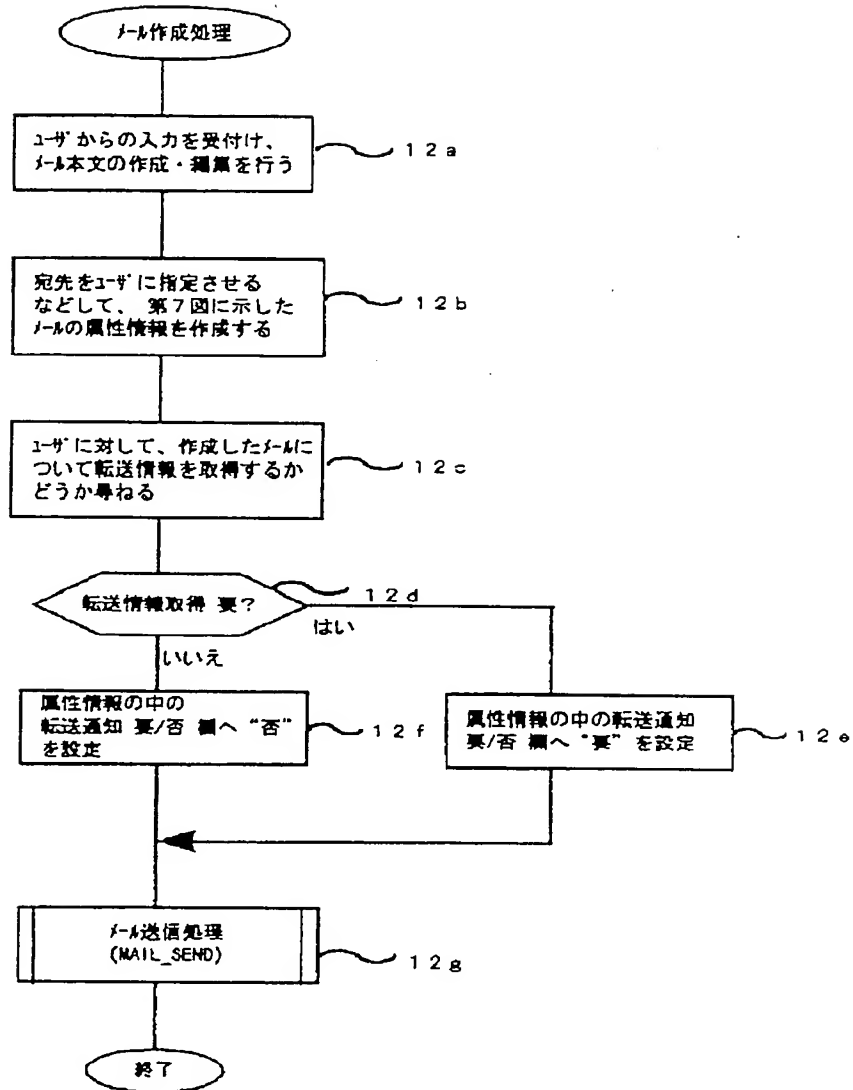 メール作成処理
ユーザからの入力を受付け、
メール本文の作成・編集を行う
12a
宛先をユーザに指定させる
などして、第7図に示した
メールの属性情報を作成する
12b
ユーザに対して、作成したメールに
ついて転送情報を取得するか
どうか尋ねる
12c
転送情報取得 要?
12d
はい
いいえ
属性情報の中の
転送通知 要/否 欄へ“否”
を設定
12f
属性情報の中の転送通知
要/否 欄へ“要”を設定
12e
メール送信処理
(MAIL_SEND)
12g
終了